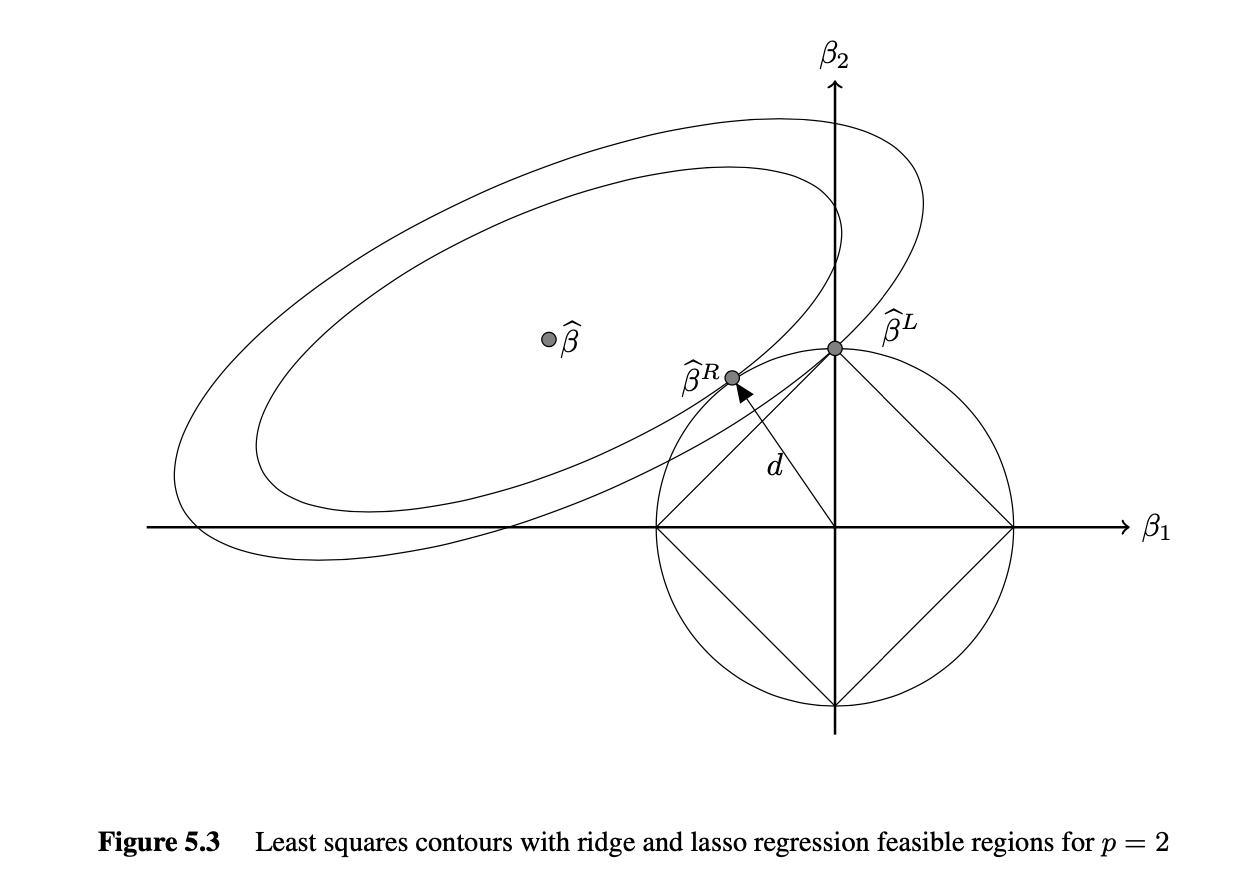 β₂
β̂ᴸ
β̂
β̂ᴿ
d
β₁
Figure 5.3 Least squares contours with ridge and lasso regression feasible regions for p = 2